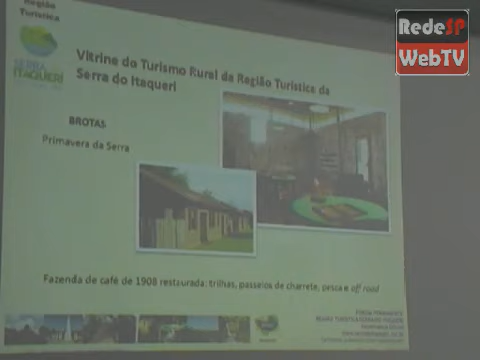 Região
Turística
SERRA
ITAQUERI
RedeSP
WebTV
Vitrine do Turismo Rural da Região Turística da
Serra do Itaqueri
BROTAS
Primavera da Serra
Fazenda de café de 1908 restaurada: trilhas, passeios de charrete, pesca e off road